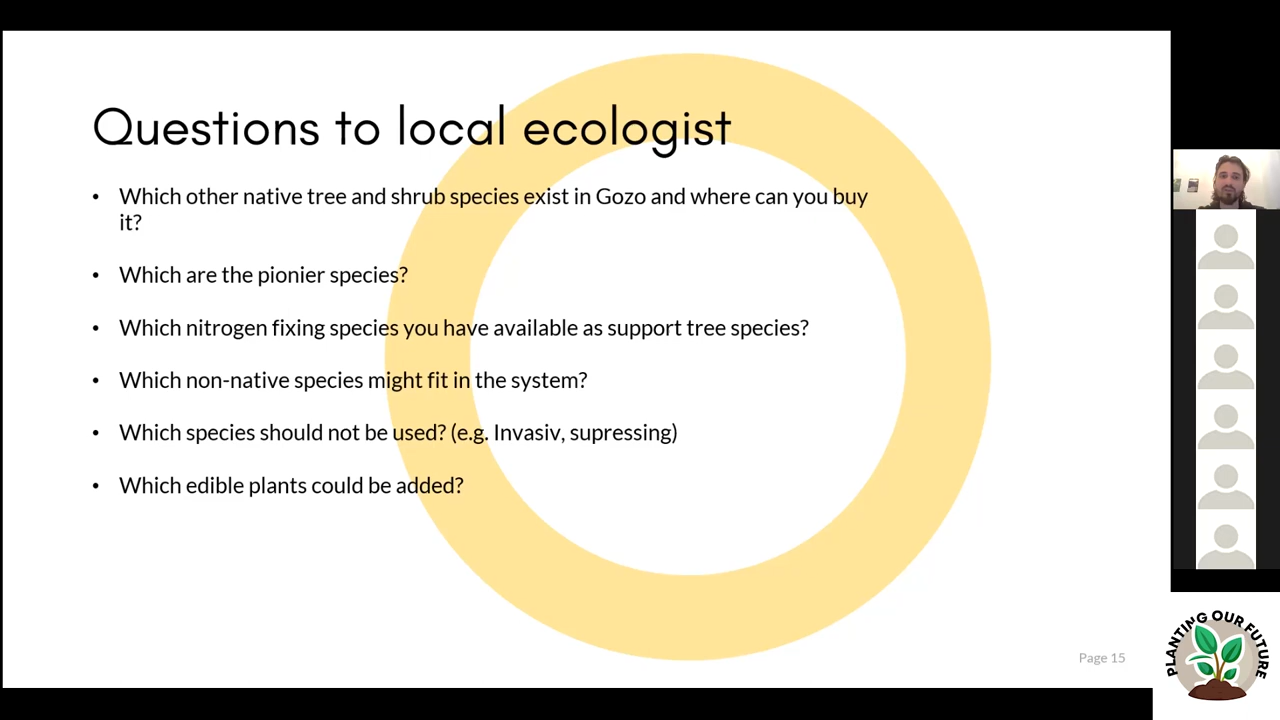 Questions to local ecologist
• Which other native tree and shrub species exist in Gozo and where can you buy
it?
• Which are the pionier species?
• Which nitrogen fixing species you have available as support tree species?
• Which non-native species might fit in the system?
• Which species should not be used? (e.g. Invasiv, supressing)
• Which edible plants could be added?
Page 15
PLANTING OUR FUTURE